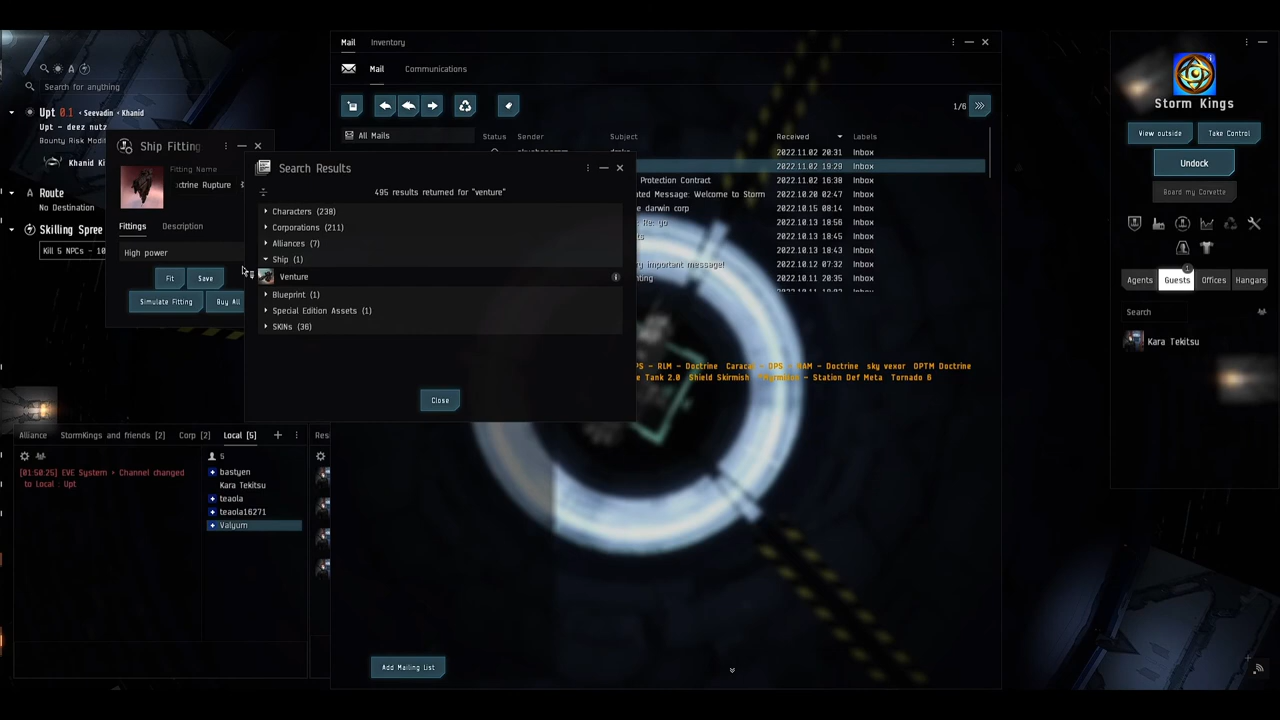 Mail Inventory
Search for anything
Mail Communications
Upt 0.1 < Seevadin < Khanid
Upt - deez nutz
Bounty Risk Modi
Khanid Ki
Route
No Destination
Skilling Spree
Kill 5 NPCs - 10
Ship Fitting
Fitting Name
ctrine Rupture
Fittings Description
High power
Fit Save
Simulate Fitting Buy All
1/6
All Mails Status Sender Subject Received Labels
2022.11.02 20:31 Inbox
2022.11.02 19:29 Inbox
Protection Contract 2022.11.02 16:38 Inbox
ated Message: Welcome to Storm 2022.10.20 02:47 Inbox
e darwin corp 2022.10.15 08:14 Inbox
Re: yo 2022.10.13 18:56 Inbox
2022.10.13 18:45 Inbox
2022.10.13 18:43 Inbox
y important message! 2022.10.12 07:32 Inbox
nting 2022.10.11 20:35 Inbox
Search Results
495 results returned for "venture"
Characters (238)
Corporations (211)
Alliances (7)
Ship (1)
Venture
Blueprint (1)
Special Edition Assets (1)
SKINs (36)
Close
PS - RLM - Doctrine Caracal - DPS - HAM - Doctrine sky vexor OPTM Doctrine
e Tank 2.0 Shield Skirmish - Station Def Meta Tornado 6
Add Mailing List
Alliance StormKings and friends [2] Corp [2] Local [5]
5
[01:50:25] EVE System > Channel changed
to Local : Upt
bastyen
Kara Tekitsu
teaola
teaola16271
Valyum
Res
Storm Kings
View outside Take Control
Undock
Board my Corvette
1
Agents Guests Offices Hangars
Search
Kara Tekitsu